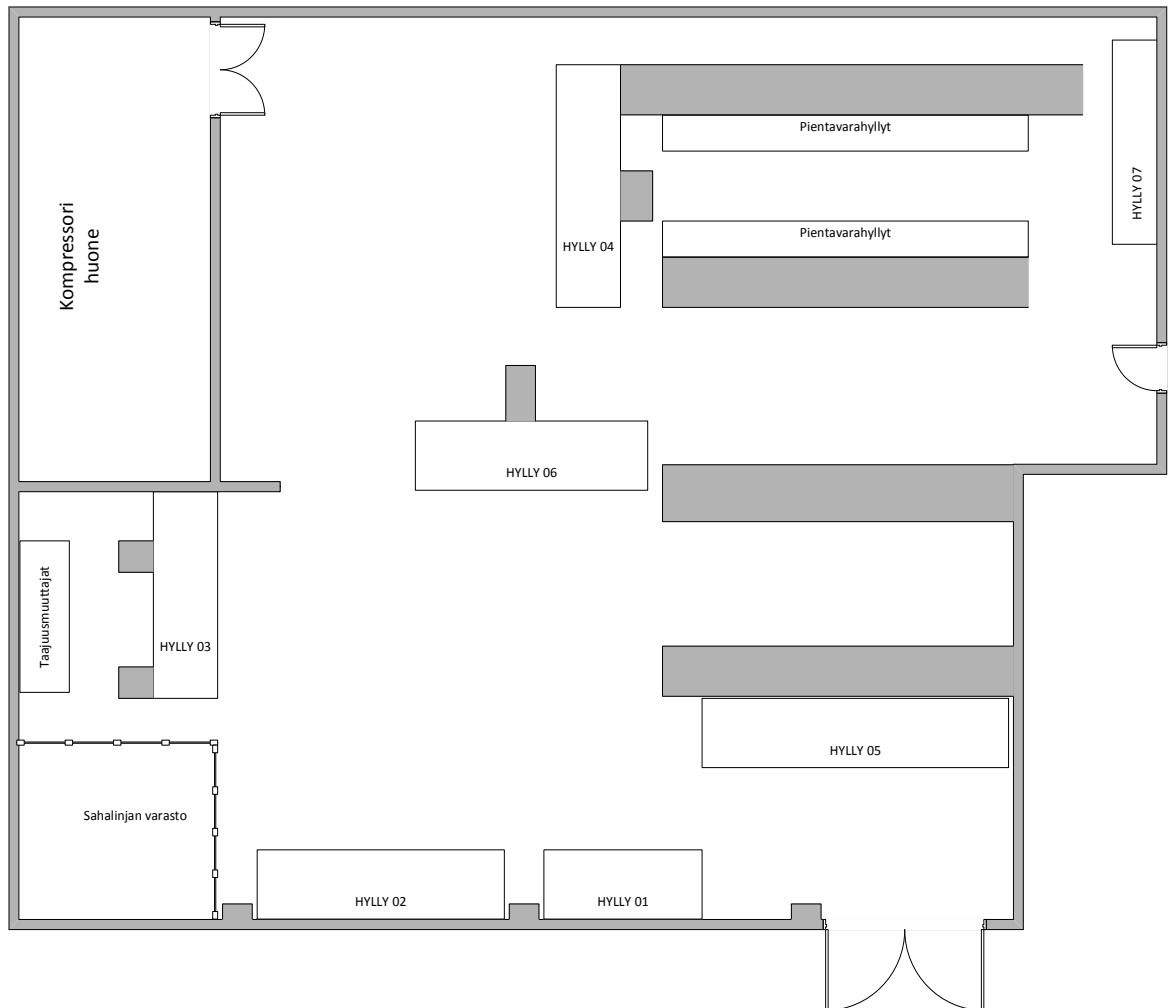 Pientavarahyllyt
HYLLY 07
Kompressori
huone
HYLLY 04
Pientavarahyllyt
HYLLY 06
Taajuusmuuttajat
HYLLY 03
HYLLY 05
Sahalinjan varasto
HYLLY 02
HYLLY 01